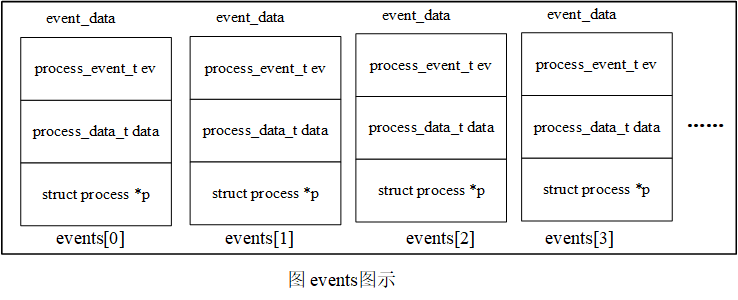 event_data event_data event_data event_data
process_event_t ev process_event_t ev process_event_t ev process_event_t ev
process_data_t data process_data_t data process_data_t data process_data_t data ······
struct process *p struct process *p struct process *p struct process *p
events[0] events[1] events[2] events[3]
图 events图示